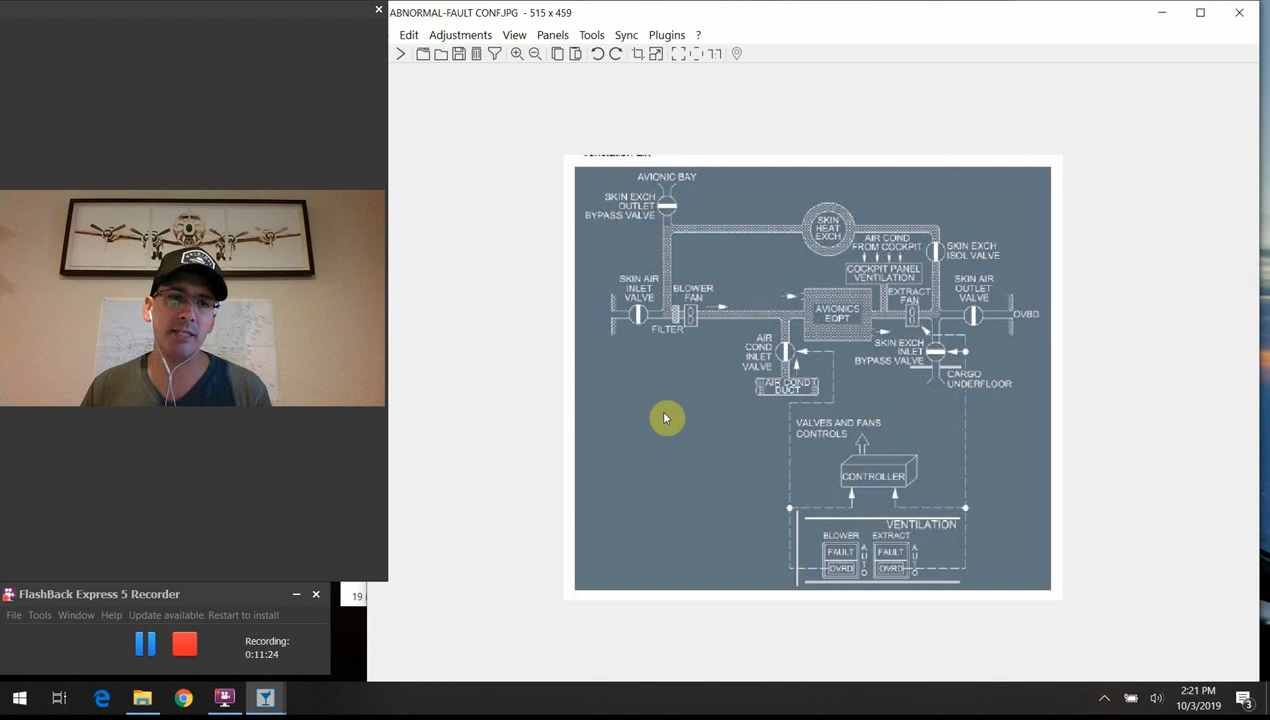 ABNORMAL-FAULT CONF.JPG - 515 x 459
Edit Adjustments View Panels Tools Sync Plugins ?
AVIONIC BAY
SKIN EXCH
OUTLET
BYPASS VALVE
SKIN
HEAT
EXCH
AIR COND
FROM COCKPIT
SKIN EXCH
ISOL VALVE
COCKPIT PANEL
VENTILATION
SKIN AIR
INLET
VALVE
BLOWER
FAN
EXTRACT
FAN
SKIN AIR
OUTLET
VALVE
AVIONICS
EQPT
OVBD
FILTER
AIR
COND
INLET
VALVE
SKIN EXCH
INLET
BYPASS VALVE
AIR COND
DUCT
CARGO
UNDERFLOOR
VALVES AND FANS
CONTROLS
CONTROLLER
VENTILATION
BLOWER EXTRACT
FAULT
OVRD
AUTO
FAULT
OVRD
AUTO
FlashBack Express 5 Recorder
File Tools Window Help Update available. Restart to install
Recording:
0:11:24
19
2:21 PM
10/3/2019
3